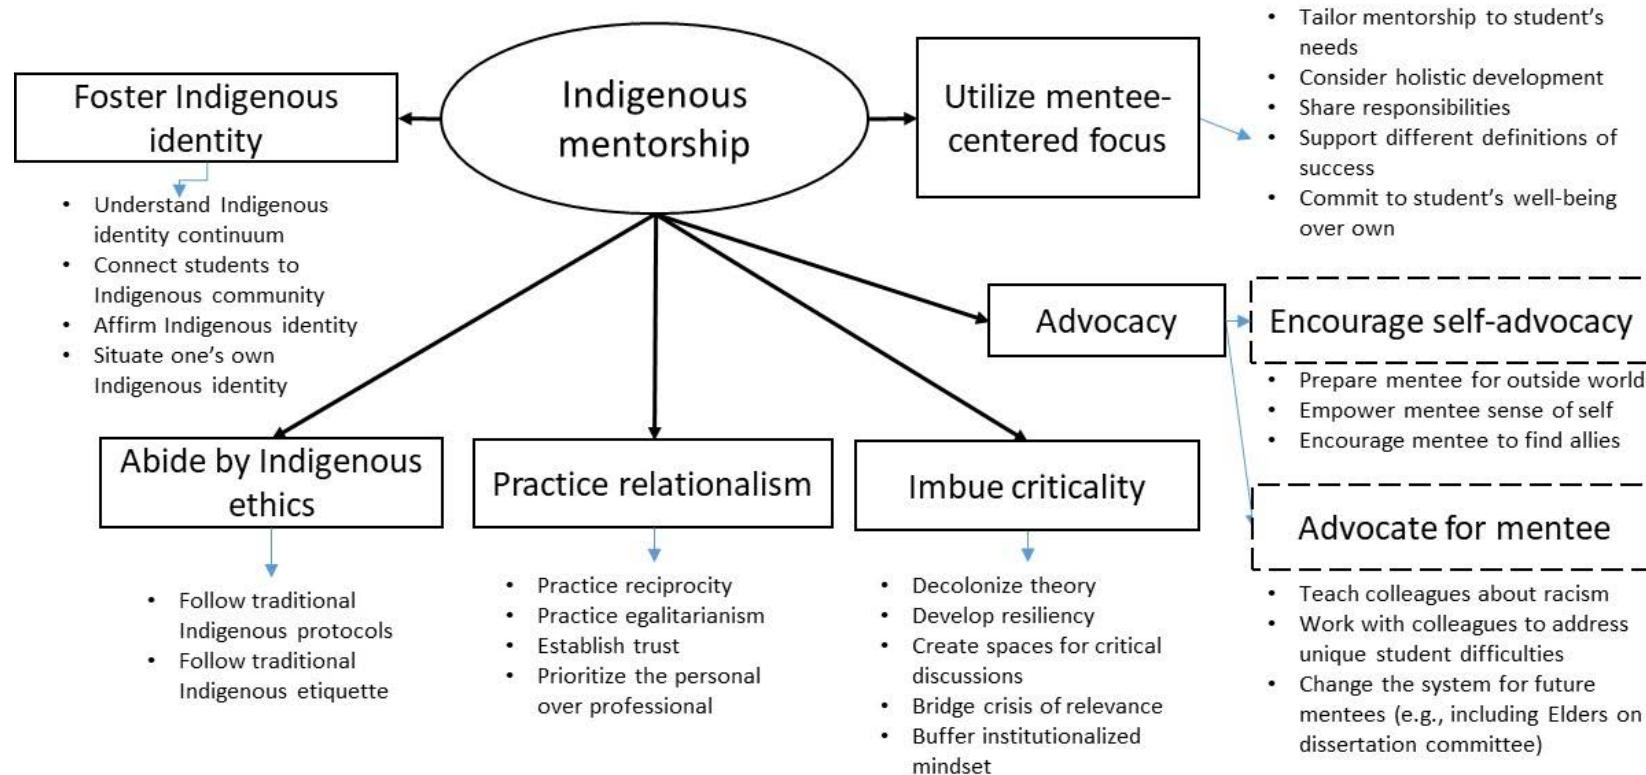 Indigenous
mentorship
Foster Indigenous
identity
• Understand Indigenous
identity continuum
• Connect students to
Indigenous community
• Affirm Indigenous identity
• Situate one's own
Indigenous identity
Utilize mentee-
centered focus
• Tailor mentorship to student's
needs
• Consider holistic development
• Share responsibilities
• Support different definitions of
success
• Commit to student's well-being
over own
Advocacy
Encourage self-advocacy
• Prepare mentee for outside world
• Empower mentee sense of self
• Encourage mentee to find allies
Advocate for mentee
• Teach colleagues about racism
• Work with colleagues to address
unique student difficulties
• Change the system for future
mentees (e.g., including Elders on
dissertation committee)
Abide by Indigenous
ethics
• Follow traditional
Indigenous protocols
• Follow traditional
Indigenous etiquette
Practice relationalism
• Practice reciprocity
• Practice egalitarianism
• Establish trust
• Prioritize the personal
over professional
Imbue criticality
• Decolonize theory
• Develop resiliency
• Create spaces for critical
discussions
• Bridge crisis of relevance
• Buffer institutionalized
mindset